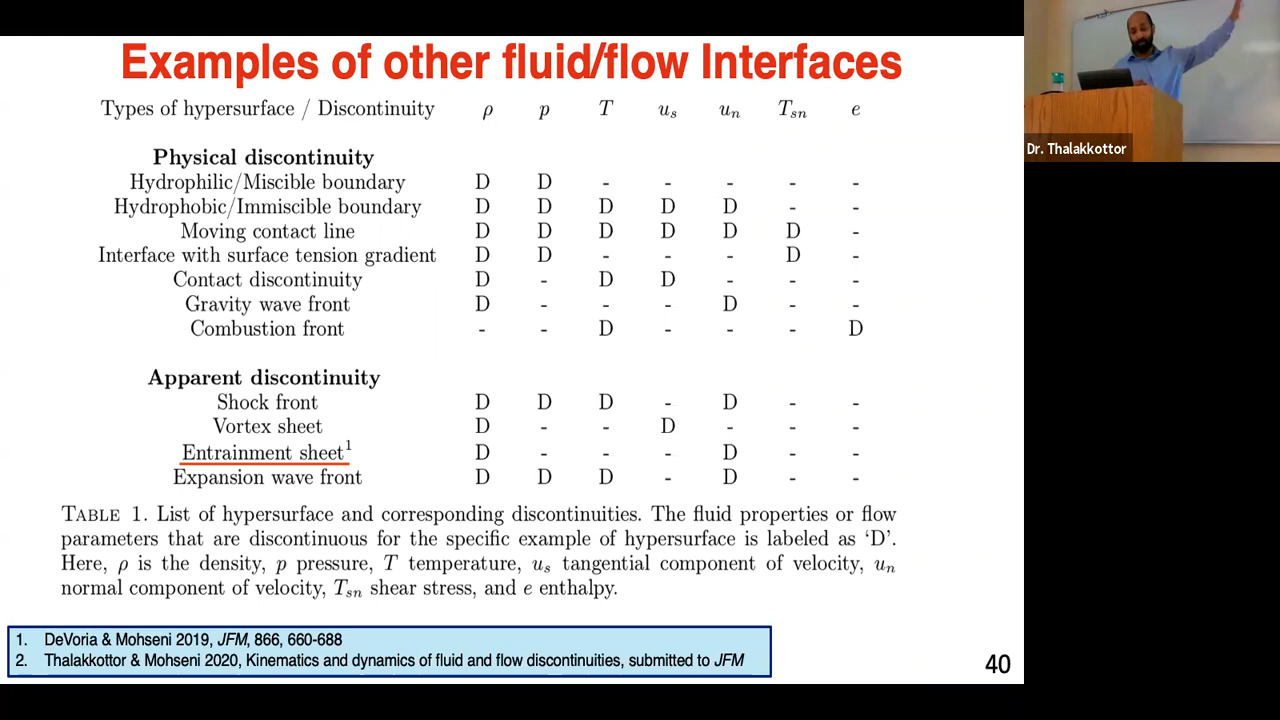 Examples of other fluid/flow Interfaces
Types of hypersurface / Discontinuity ρ p T u_s u_n T_sn e
Physical discontinuity
Hydrophilic/Miscible boundary D D - - - - -
Hydrophobic/Immiscible boundary D D D D D - -
Moving contact line D D D D D D -
Interface with surface tension gradient D D - - - D -
Contact discontinuity D - D D - - -
Gravity wave front D - - - D - -
Combustion front - - D - - - D
Apparent discontinuity
Shock front D D D - D - -
Vortex sheet D - - D - - -
Entrainment sheet¹ D - - - D - -
Expansion wave front D D D - D - -
TABLE 1. List of hypersurface and corresponding discontinuities. The fluid properties or flow
parameters that are discontinuous for the specific example of hypersurface is labeled as ‘D’.
Here, ρ is the density, p pressure, T temperature, u_s tangential component of velocity, u_n
normal component of velocity, T_sn shear stress, and e enthalpy.
1. DeVoria & Mohseni 2019, JFM, 866, 660-688
2. Thalakkottor & Mohseni 2020, Kinematics and dynamics of fluid and flow discontinuities, submitted to JFM
40
Dr. Thalakkottor